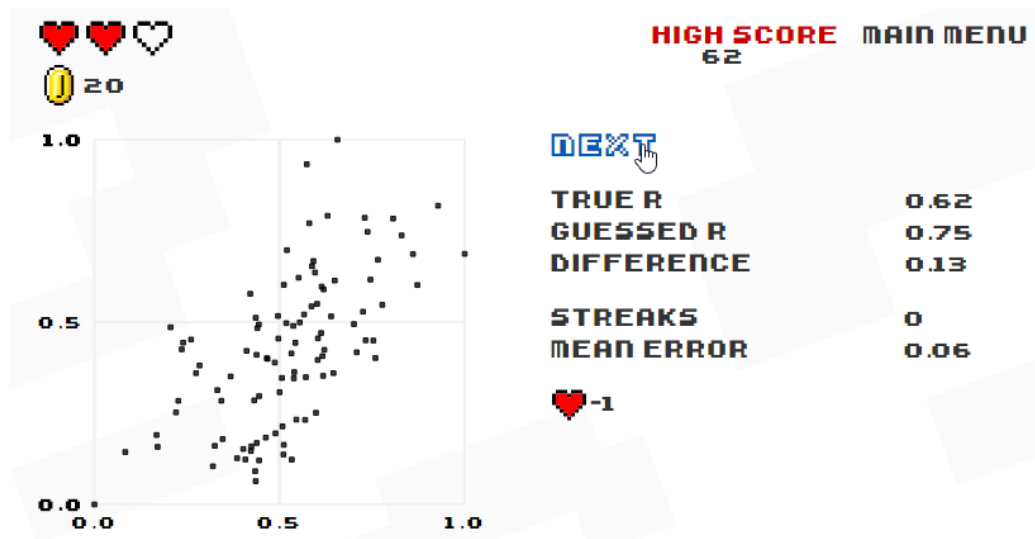 HIGH SCORE MAIN MENU
62
20
NEXT
TRUE R 0.62
GUESSED R 0.75
DIFFERENCE 0.13
STREAKS 0
MEAN ERROR 0.06
-1
1.0
0.5
0.0
0.0 0.5 1.0